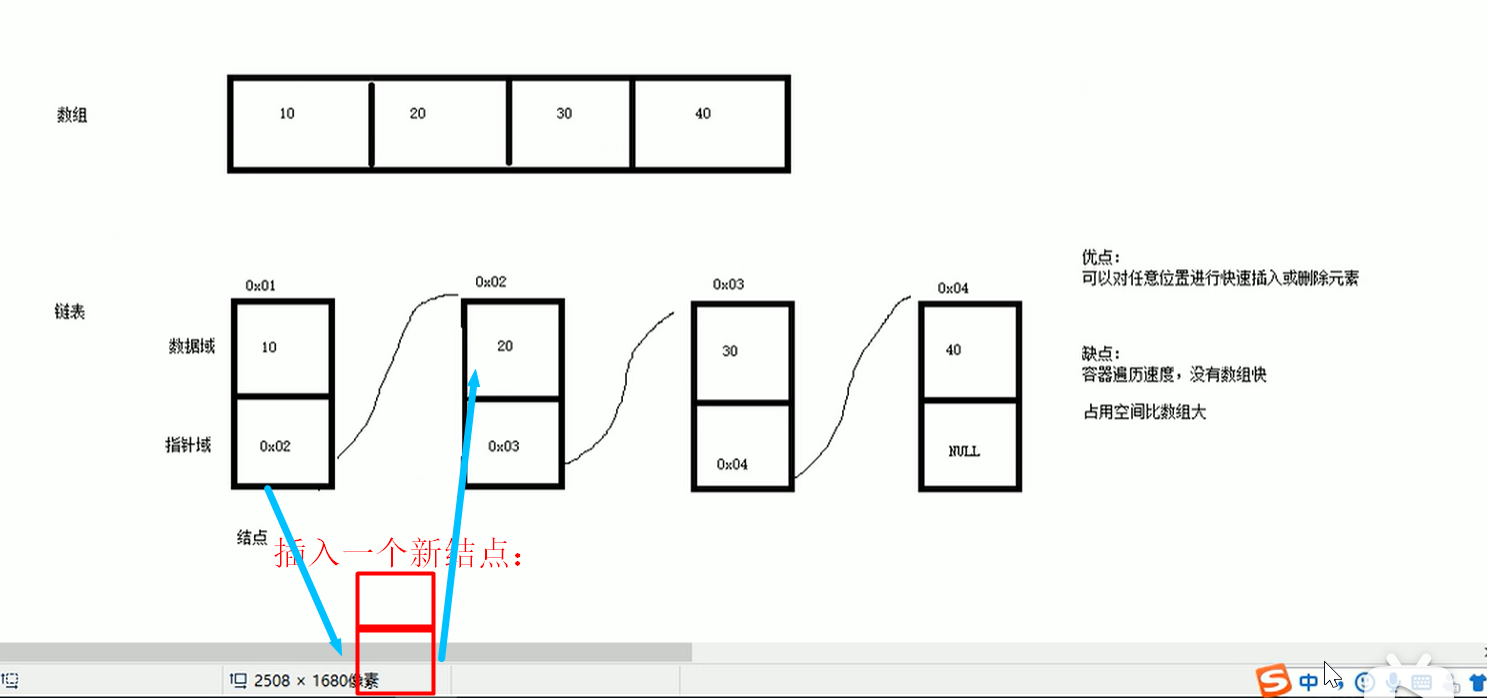 数组
10 20 30 40
0x01 0x02 0x03 0x04
优点:
可以对任意位置进行快速插入或删除元素
链表
数据域 10 20 30 40
缺点:
容器遍历速度，没有数组快
占用空间比数组大
指针域 0x02 0x03 0x04 NULL
结点
插入一个新结点:
2508 × 1680像素
S 中